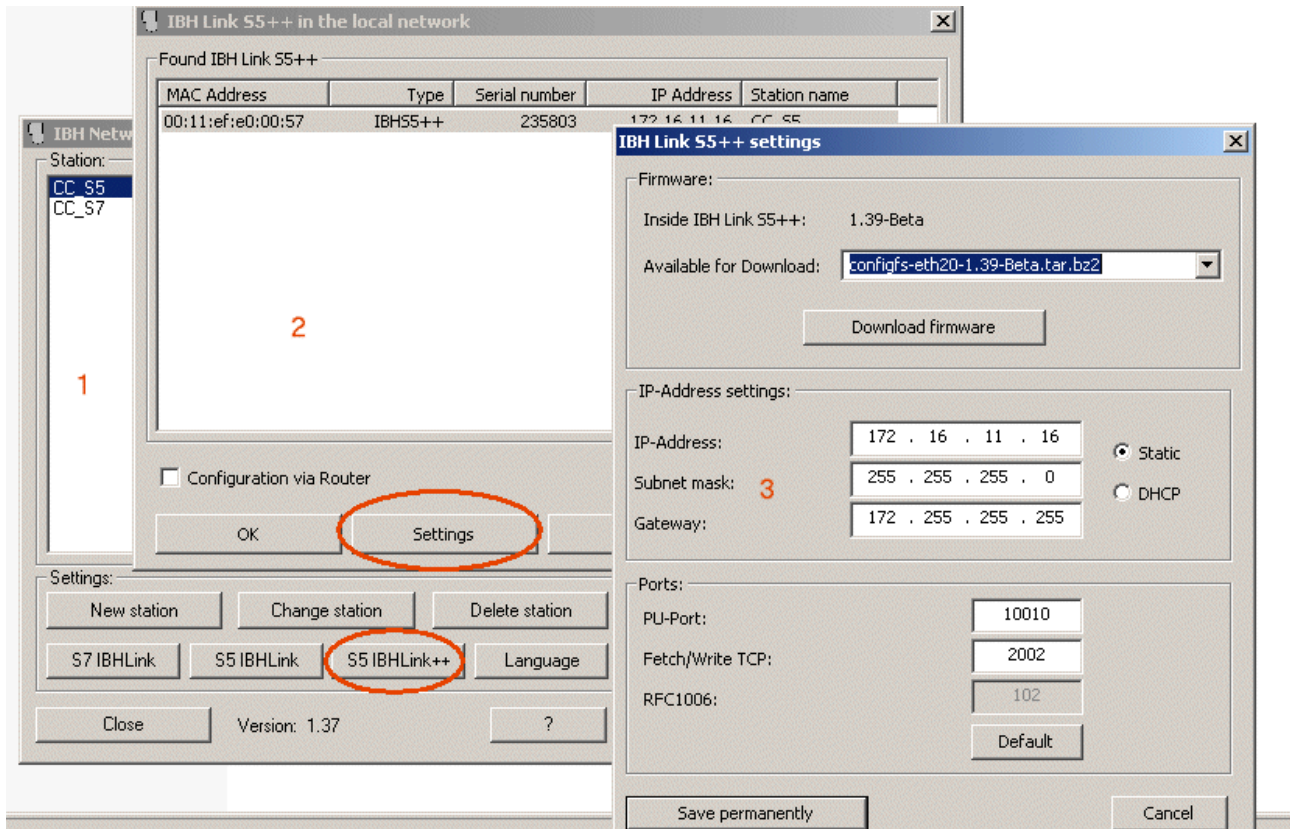 IBH Link S5++ in the local network
Found IBH Link S5++
MAC Address Type Serial number IP Address Station name
00:11:ef:e0:00:57 IBHS5++ 235803 172.16.11.16 CC_S5
2
Configuration via Router
OK Settings
IBH Netw
Station:
CC_S5
CC_S7
1
Settings:
New station Change station Delete station
S7 IBHLink S5 IBHLink S5 IBHLink++ Language
Close Version: 1.37 ?
IBH Link S5++ settings
Firmware:
Inside IBH Link S5++: 1.39-Beta
Available for Download: configfs-eth20-1.39-Beta.tar.bz2
Download firmware
IP-Address settings:
IP-Address: 172 . 16 . 11 . 16
Static
Subnet mask: 3 255 . 255 . 255 . 0
DHCP
Gateway: 172 . 255 . 255 . 255
Ports:
PU-Port: 10010
Fetch/Write TCP: 2002
RFC1006: 102
Default
Save permanently Cancel